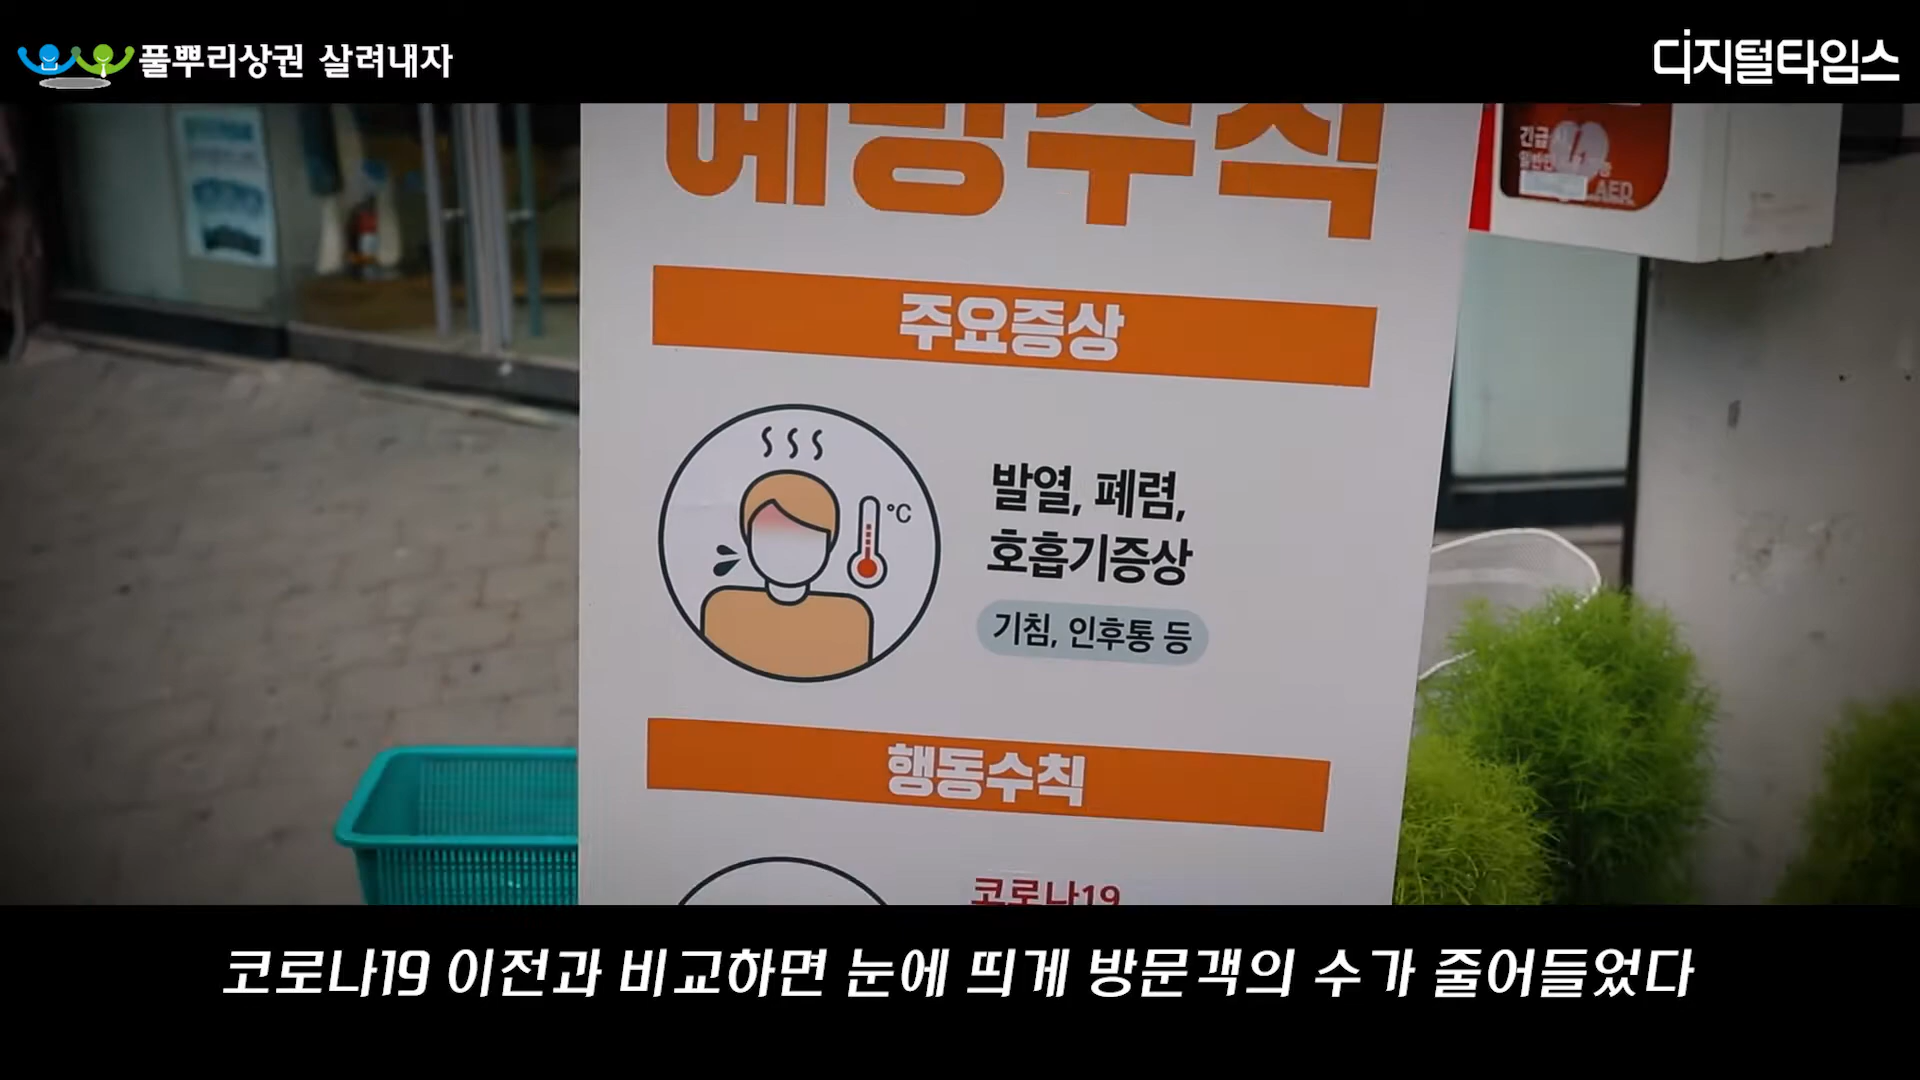 풀뿌리상권 살려내자
디지털타임스
예방수칙
주요증상
°C
발열, 폐렴,
호흡기증상
기침, 인후통 등
행동수칙
코로나19
긴급
AED
코로나19 이전과 비교하면 눈에 띄게 방문객의 수가 줄어들었다